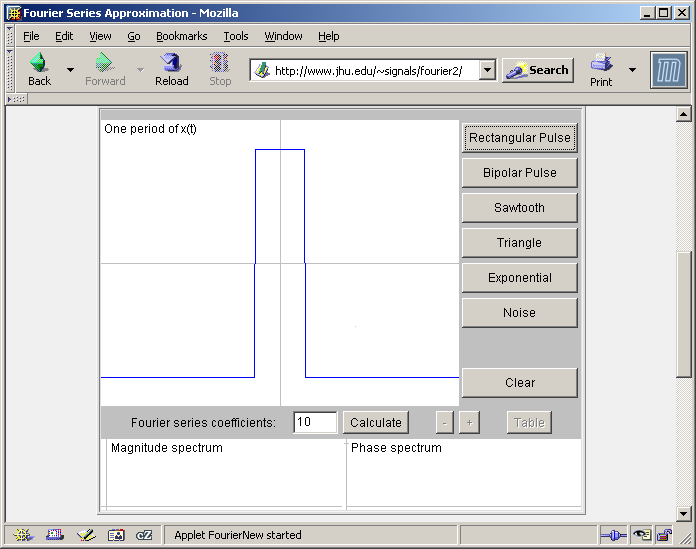 Fourier Series Approximation - Mozilla
File Edit View Go Bookmarks Tools Window Help
Back Forward Reload Stop http://www.jhu.edu/~signals/fourier2/ Search Print
One period of x(t)
Rectangular Pulse
Bipolar Pulse
Sawtooth
Triangle
Exponential
Noise
Clear
Fourier series coefficients: 10 Calculate - + Table
Magnitude spectrum Phase spectrum
Applet FourierNew started